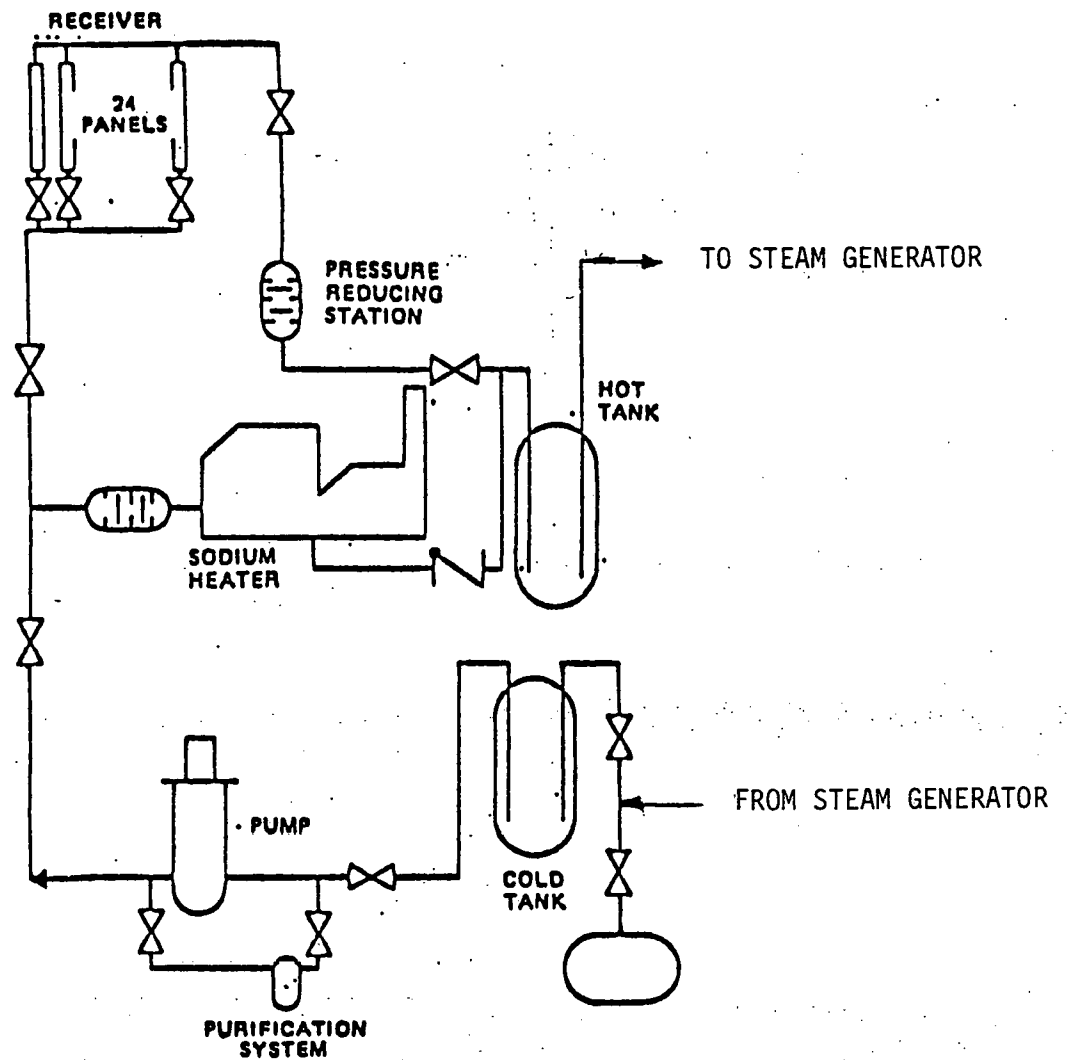 RECEIVER
24
PANELS
PRESSURE
REDUCING
STATION
TO STEAM GENERATOR
HOT
TANK
SODIUM
HEATER
PUMP
FROM STEAM GENERATOR
COLD
TANK
PURIFICATION
SYSTEM